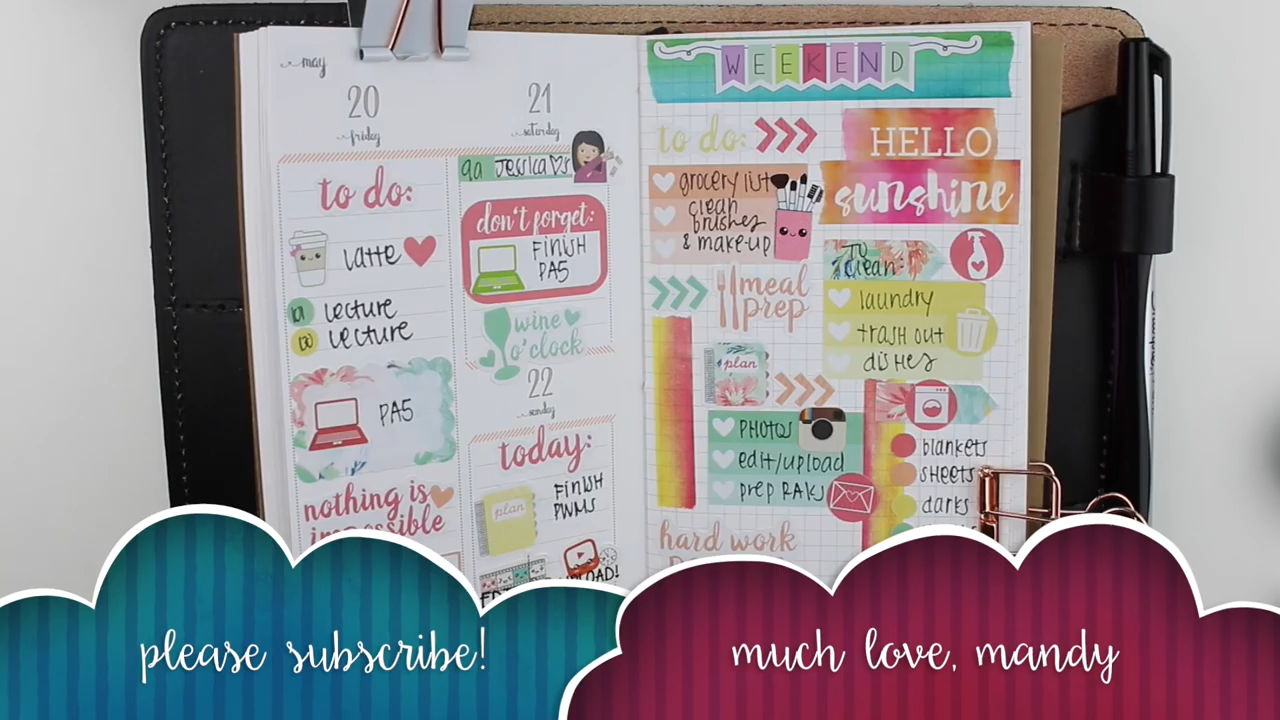 may
20
friday
to do:
latte
Lecture
Lecture
PA5
nothing is
impossible
21
saturday
9a Jessica
don't forget:
FINISH
PA5
wine
o'clock
22
sunday
today:
plan
FINISH
PWMS
UPLOAD!
WEEKEND
to do:
grocery list
clean
brushes
& make-up
meal
prep
plan
PHOTOS
edit/upload
prep RAKs
hard work
HELLO
sunshine
TO
clean:
laundry
trash out
dishes
blankets
sheets
darks
please subscribe!
much love, mandy